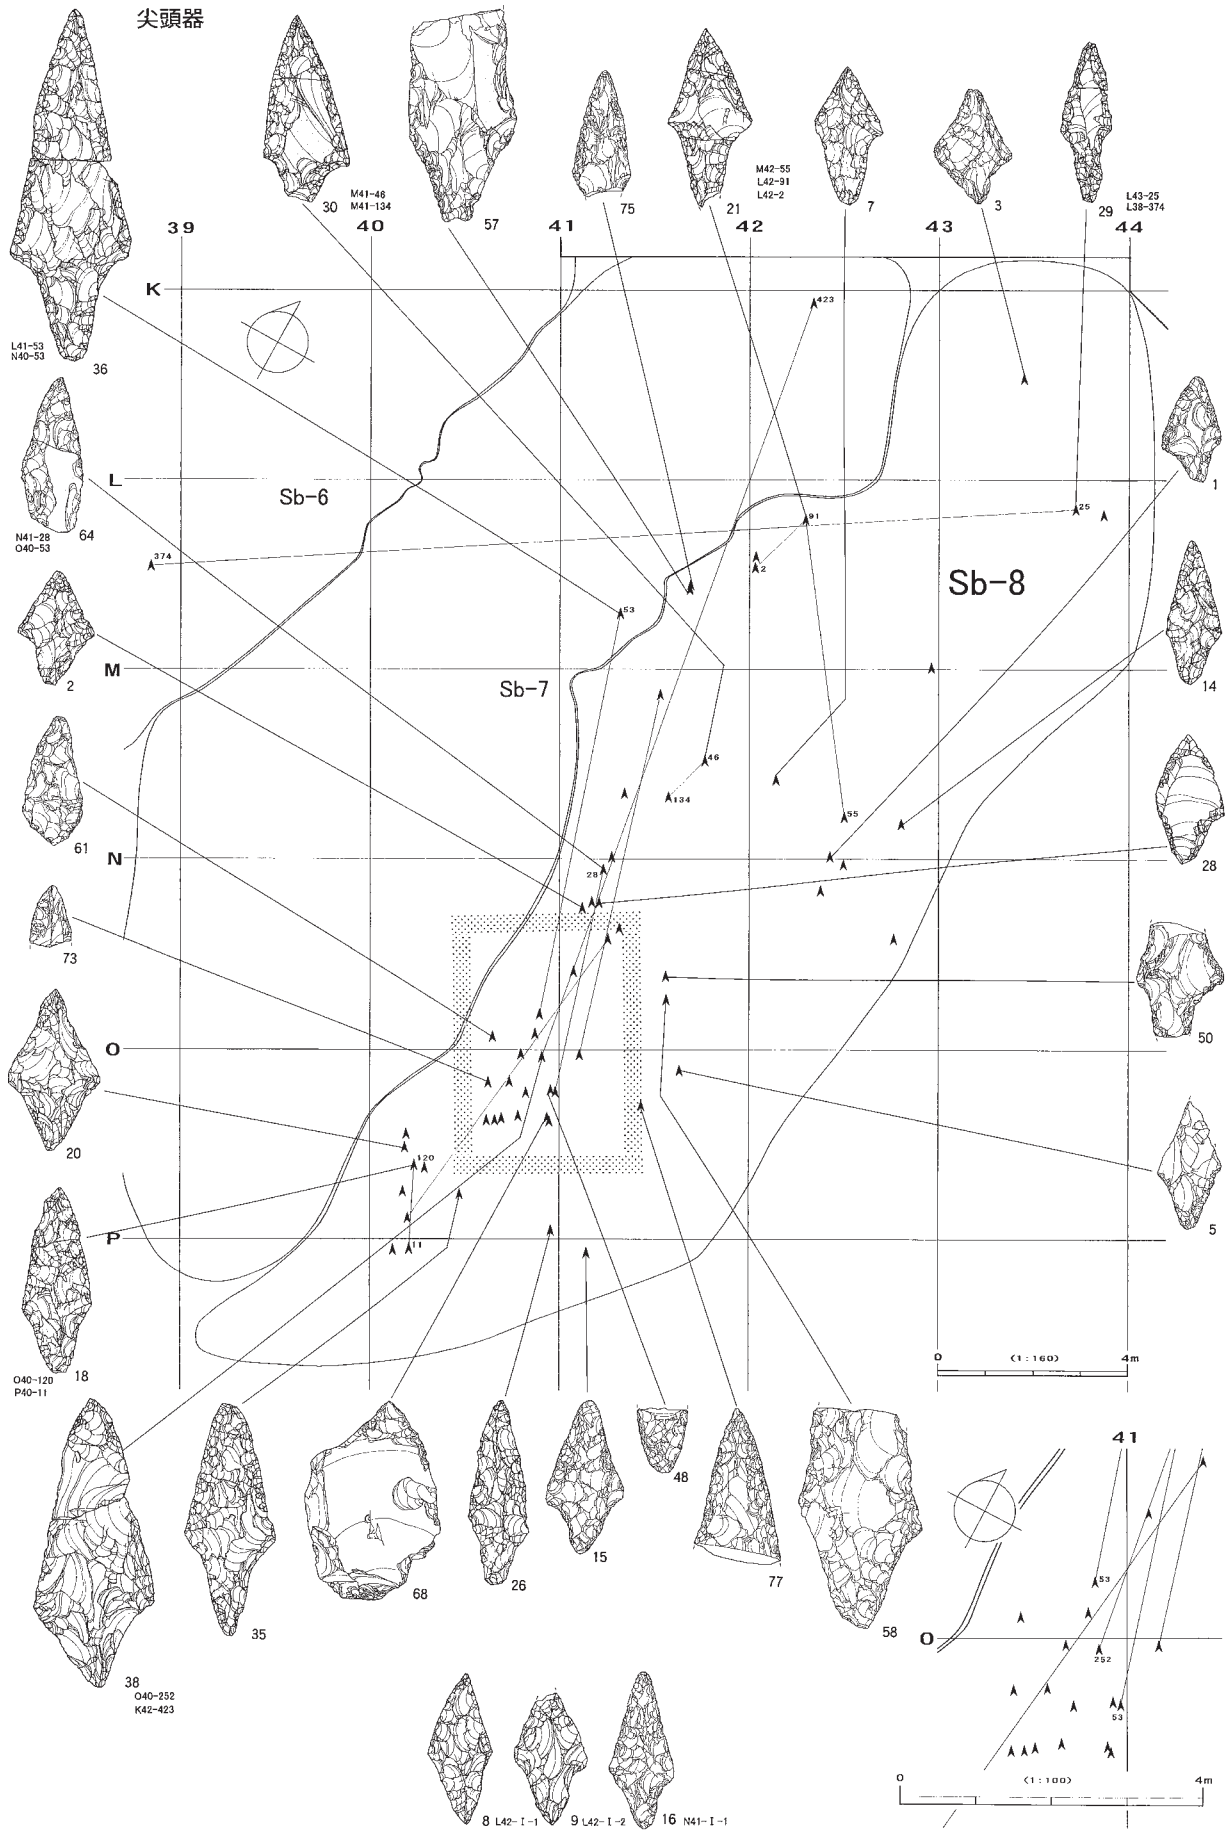 尖頭器
30
M41-46
M41-134
57
75
21
M42-55
L42-91
L42-2
7
3
29
L43-25
L38-374
39
40
41
42
43
44
K
423
L41-53
N40-53
36
1
L
Sb-6
91
25
N41-28
O40-53
64
374
2
Sb-8
53
14
M
2
Sb-7
46
134
55
61
N
28
28
73
50
O
20
120
5
P
11
O40-120
P40-11
18
0 (1:160) 4m
41
48
15
77
26
68
35
58
53
O
252
53
38
O40-252
K42-423
0 (1:100) 4m
8 L42-I-1
9 L42-I-2
16 N41-I-1